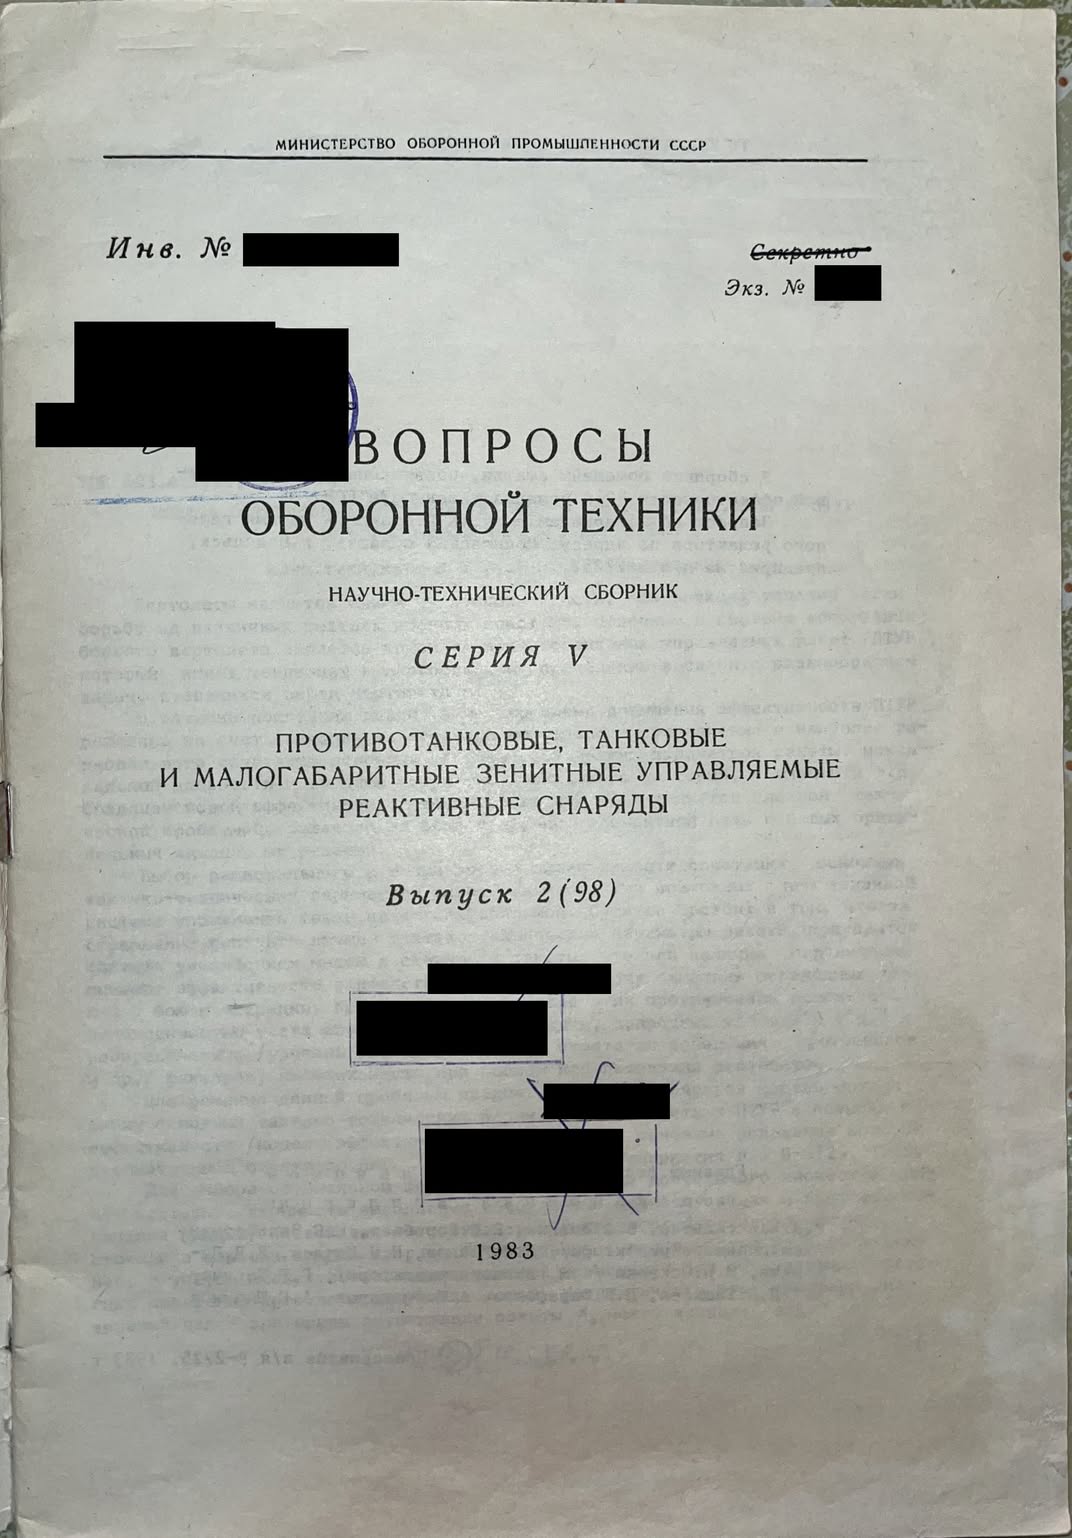 МИНИСТЕРСТВО ОБОРОННОЙ ПРОМЫШЛЕННОСТИ СССР
Инв. №
Секретно
Экз. №
ВОПРОСЫ
ОБОРОННОЙ ТЕХНИКИ
НАУЧНО-ТЕХНИЧЕСКИЙ СБОРНИК
СЕРИЯ V
ПРОТИВОТАНКОВЫЕ, ТАНКОВЫЕ
И МАЛОГАБАРИТНЫЕ ЗЕНИТНЫЕ УПРАВЛЯЕМЫЕ
РЕАКТИВНЫЕ СНАРЯДЫ
Выпуск 2(98)
1983